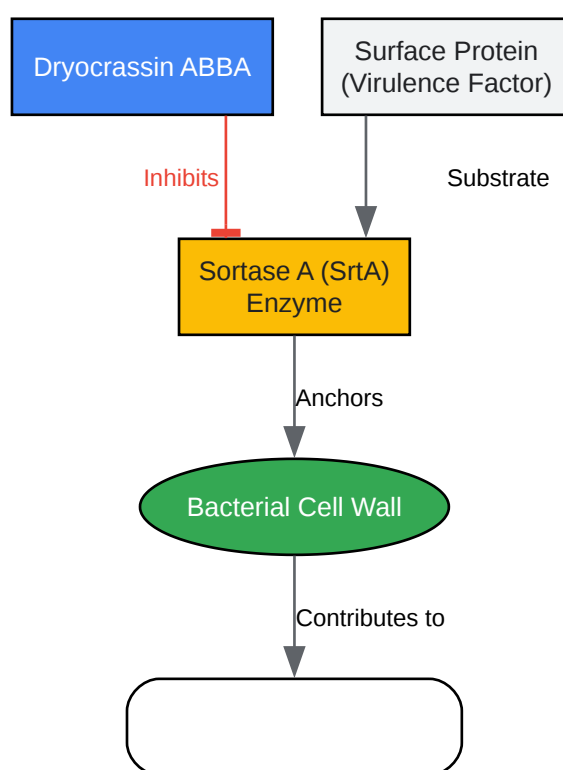 Dryocrassin ABBA
Surface Protein
(Virulence Factor)
Inhibits
Substrate
Sortase A (SrtA)
Enzyme
Anchors
Bacterial Cell Wall
Contributes to